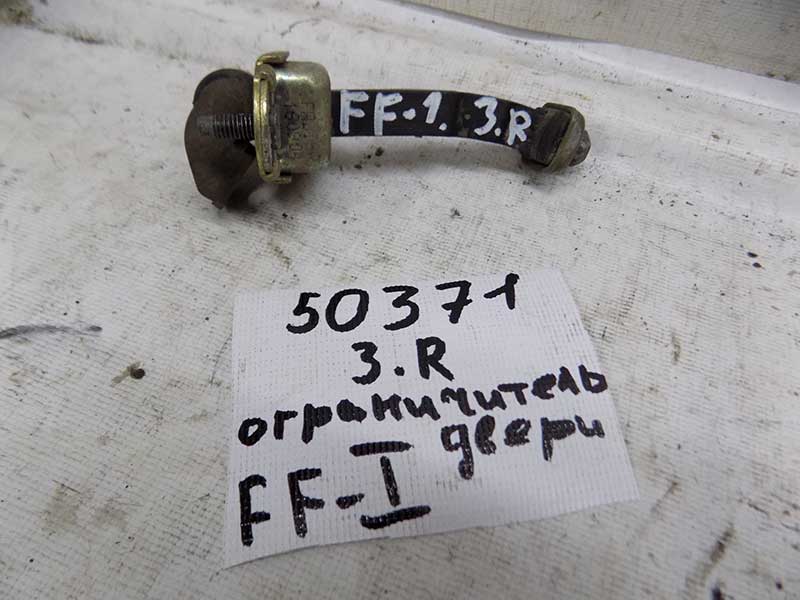 FF-1. 3.R
50371
3.R
ограничитель
двери
FF-I